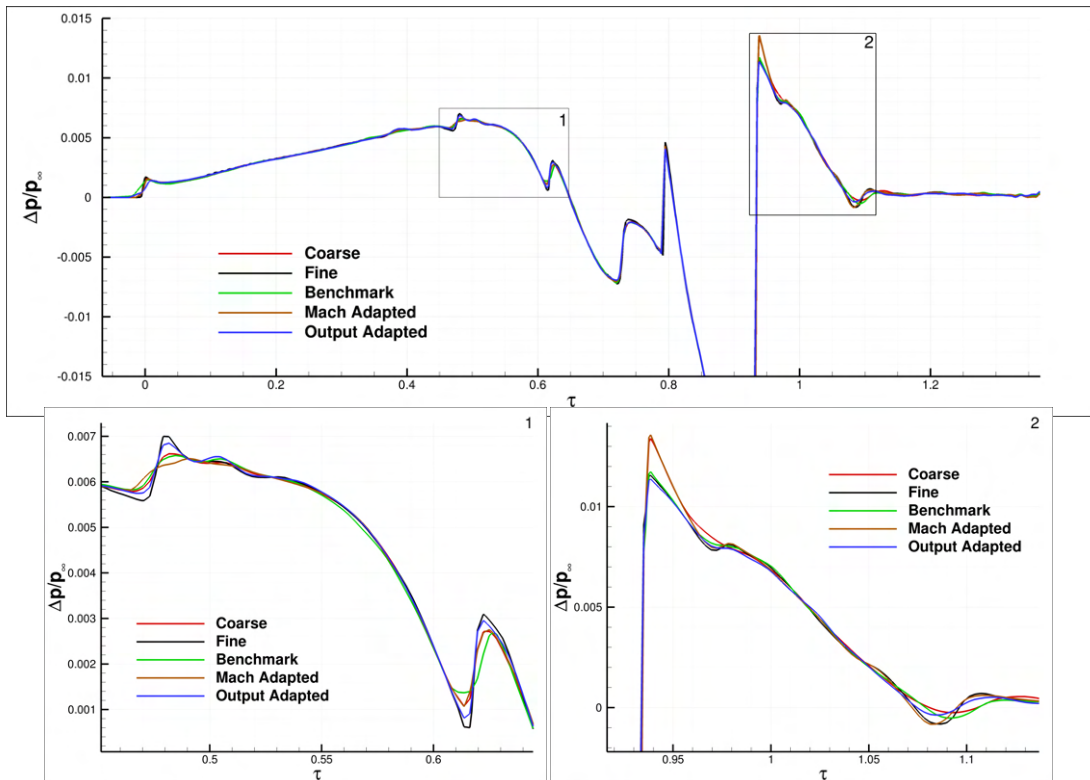 0.015
0.01
0.005
0
-0.005
-0.01
-0.015
Δp/p∞
0
0.2
0.4
0.6
0.8
1
1.2
τ
1
2
Coarse
Fine
Benchmark
Mach Adapted
Output Adapted
1
0.007
0.006
0.005
0.004
0.003
0.002
0.001
Δp/p∞
0.5
0.55
0.6
τ
Coarse
Fine
Benchmark
Mach Adapted
Output Adapted
2
0.01
0.005
0
Δp/p∞
0.95
1
1.05
1.1
τ
Coarse
Fine
Benchmark
Mach Adapted
Output Adapted